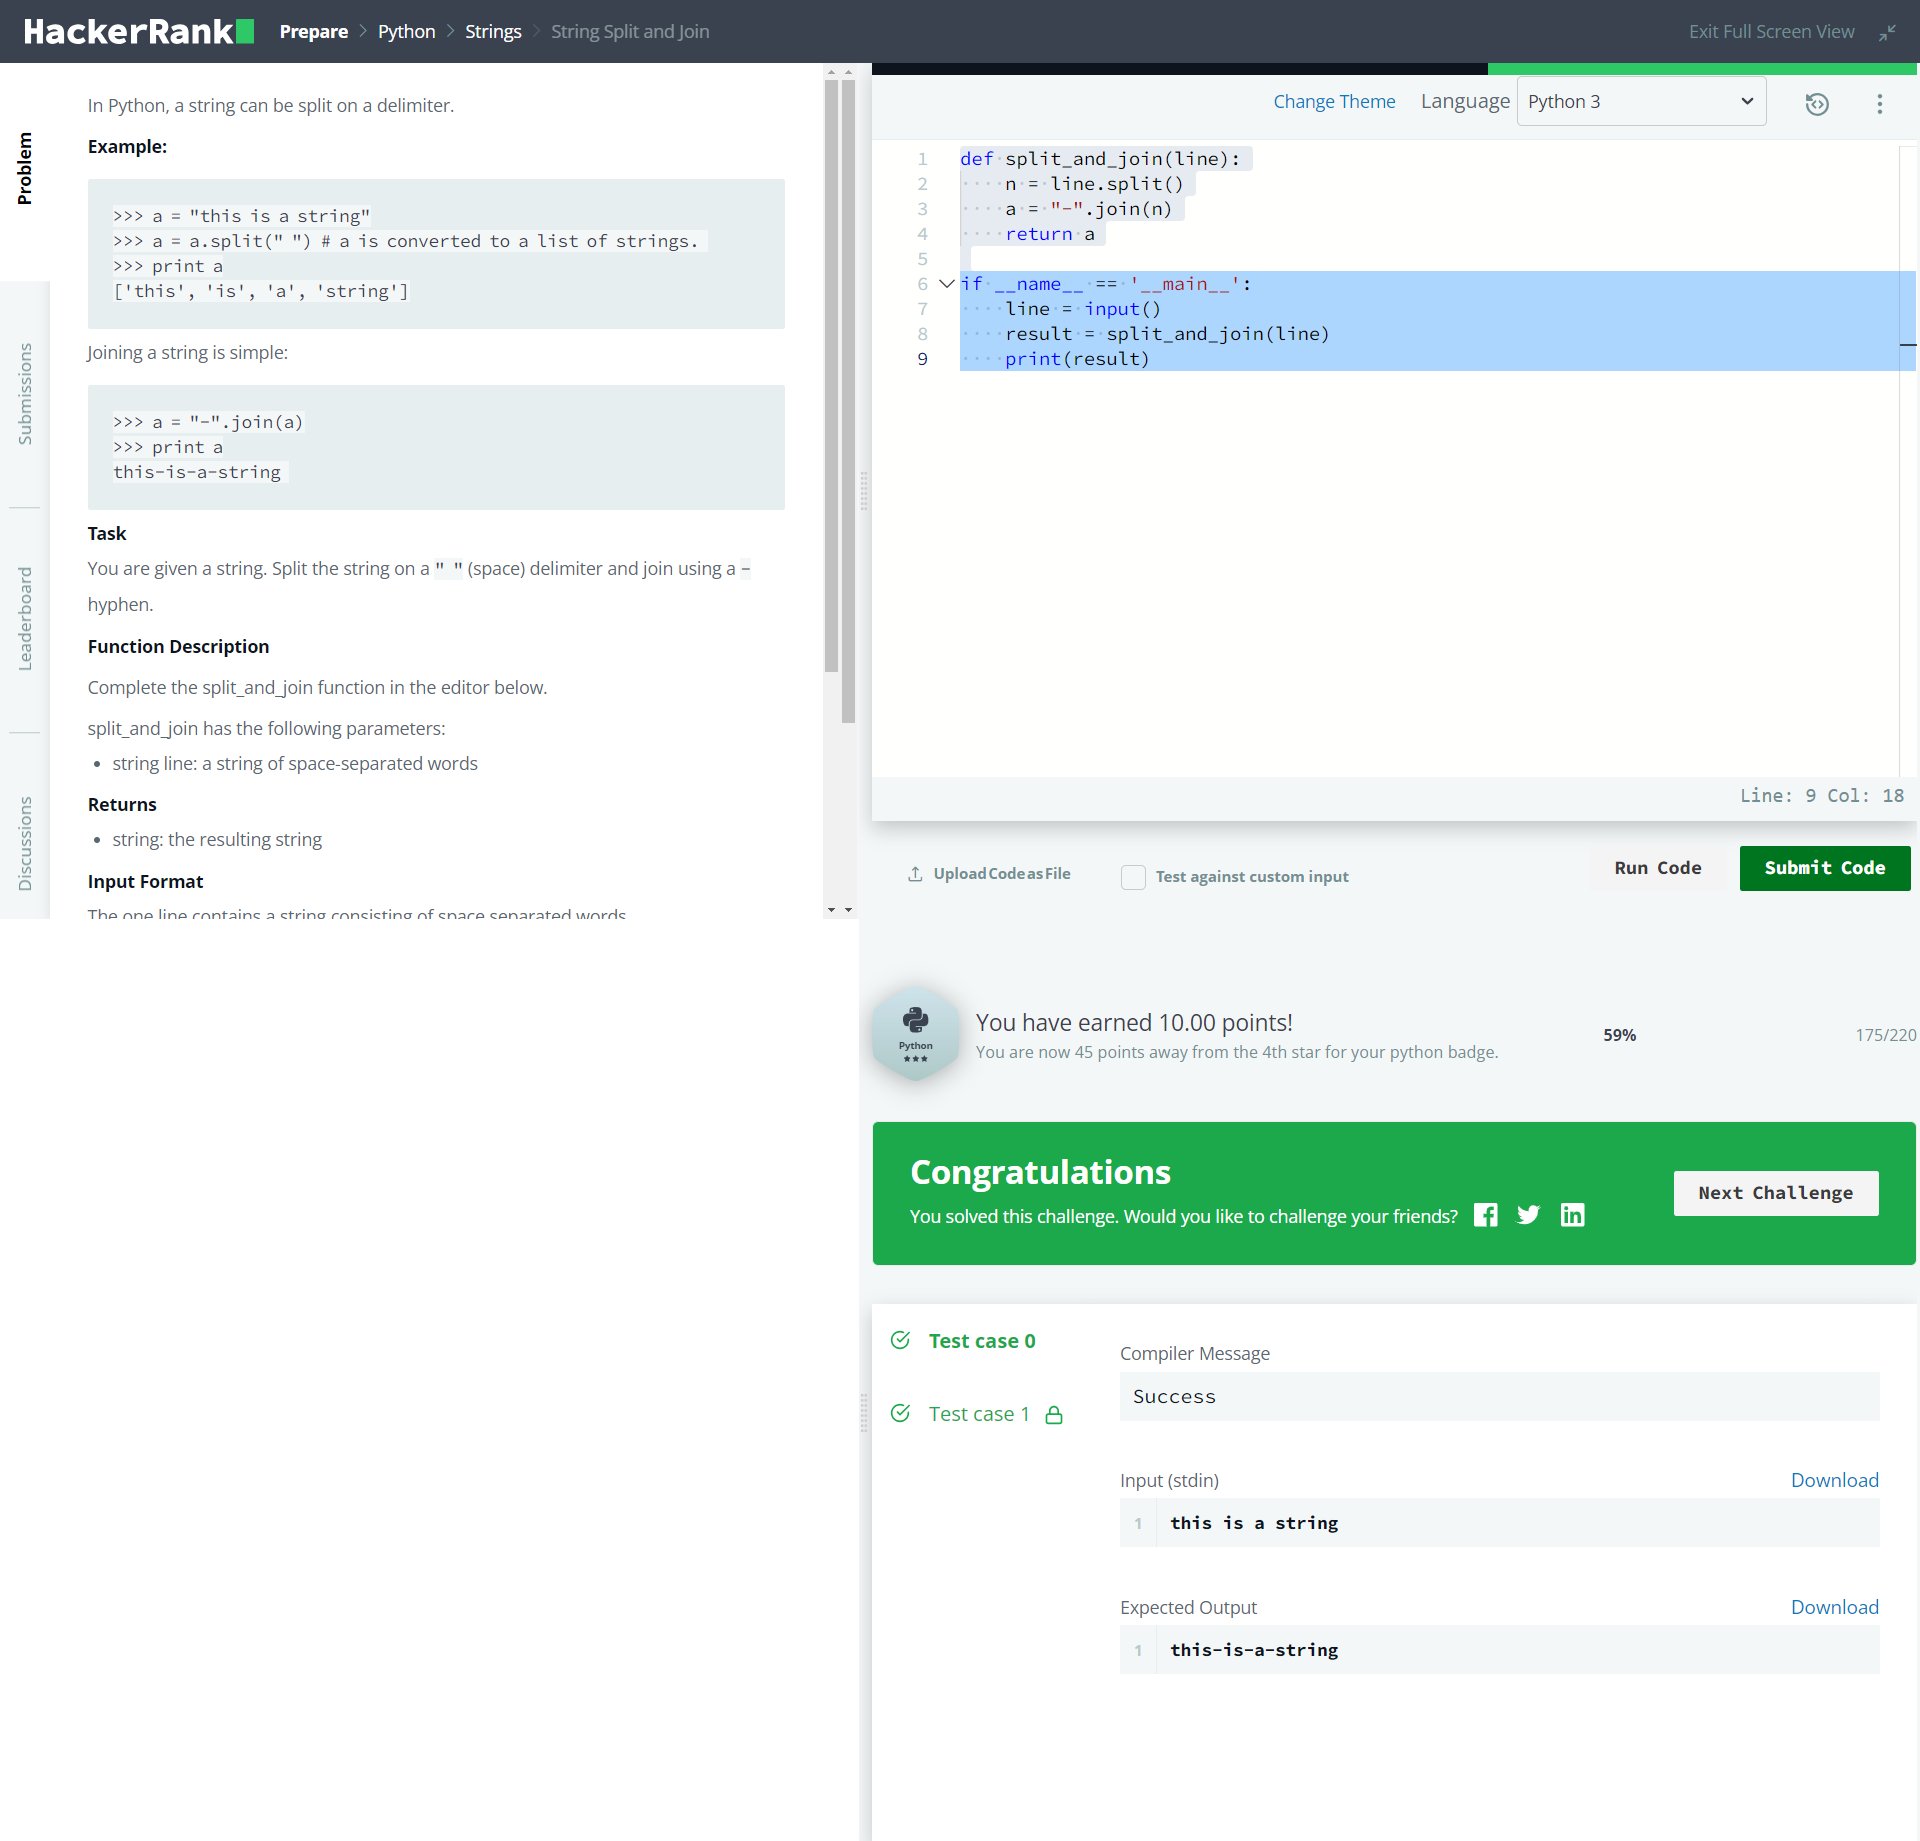 HackerRank
Prepare > Python > Strings > String Split and Join
Exit Full Screen View
Problem
Submissions
Leaderboard
Discussions
In Python, a string can be split on a delimiter.
Example:
>>> a = "this is a string"
>>> a = a.split(" ") # a is converted to a list of strings.
>>> print a
['this', 'is', 'a', 'string']
Joining a string is simple:
>>> a = "-".join(a)
>>> print a
this-is-a-string
Task
You are given a string. Split the string on a " " (space) delimiter and join using a -
hyphen.
Function Description
Complete the split_and_join function in the editor below.
split_and_join has the following parameters:
• string line: a string of space-separated words
Returns
• string: the resulting string
Input Format
The one line contains a string consisting of space separated words
Change Theme
Language
Python 3
1 def split_and_join(line):
2     n = line.split()
3     a = "-".join(n)
4     return a
5
6 if __name__ == '__main__':
7     line = input()
8     result = split_and_join(line)
9     print(result)
Line: 9 Col: 18
Upload Code as File
Test against custom input
Run Code
Submit Code
Python
You have earned 10.00 points!
You are now 45 points away from the 4th star for your python badge.
59%
175/220
Congratulations
You solved this challenge. Would you like to challenge your friends?
Next Challenge
Test case 0
Test case 1
Compiler Message
Success
Input (stdin)
Download
1 this is a string
Expected Output
Download
1 this-is-a-string